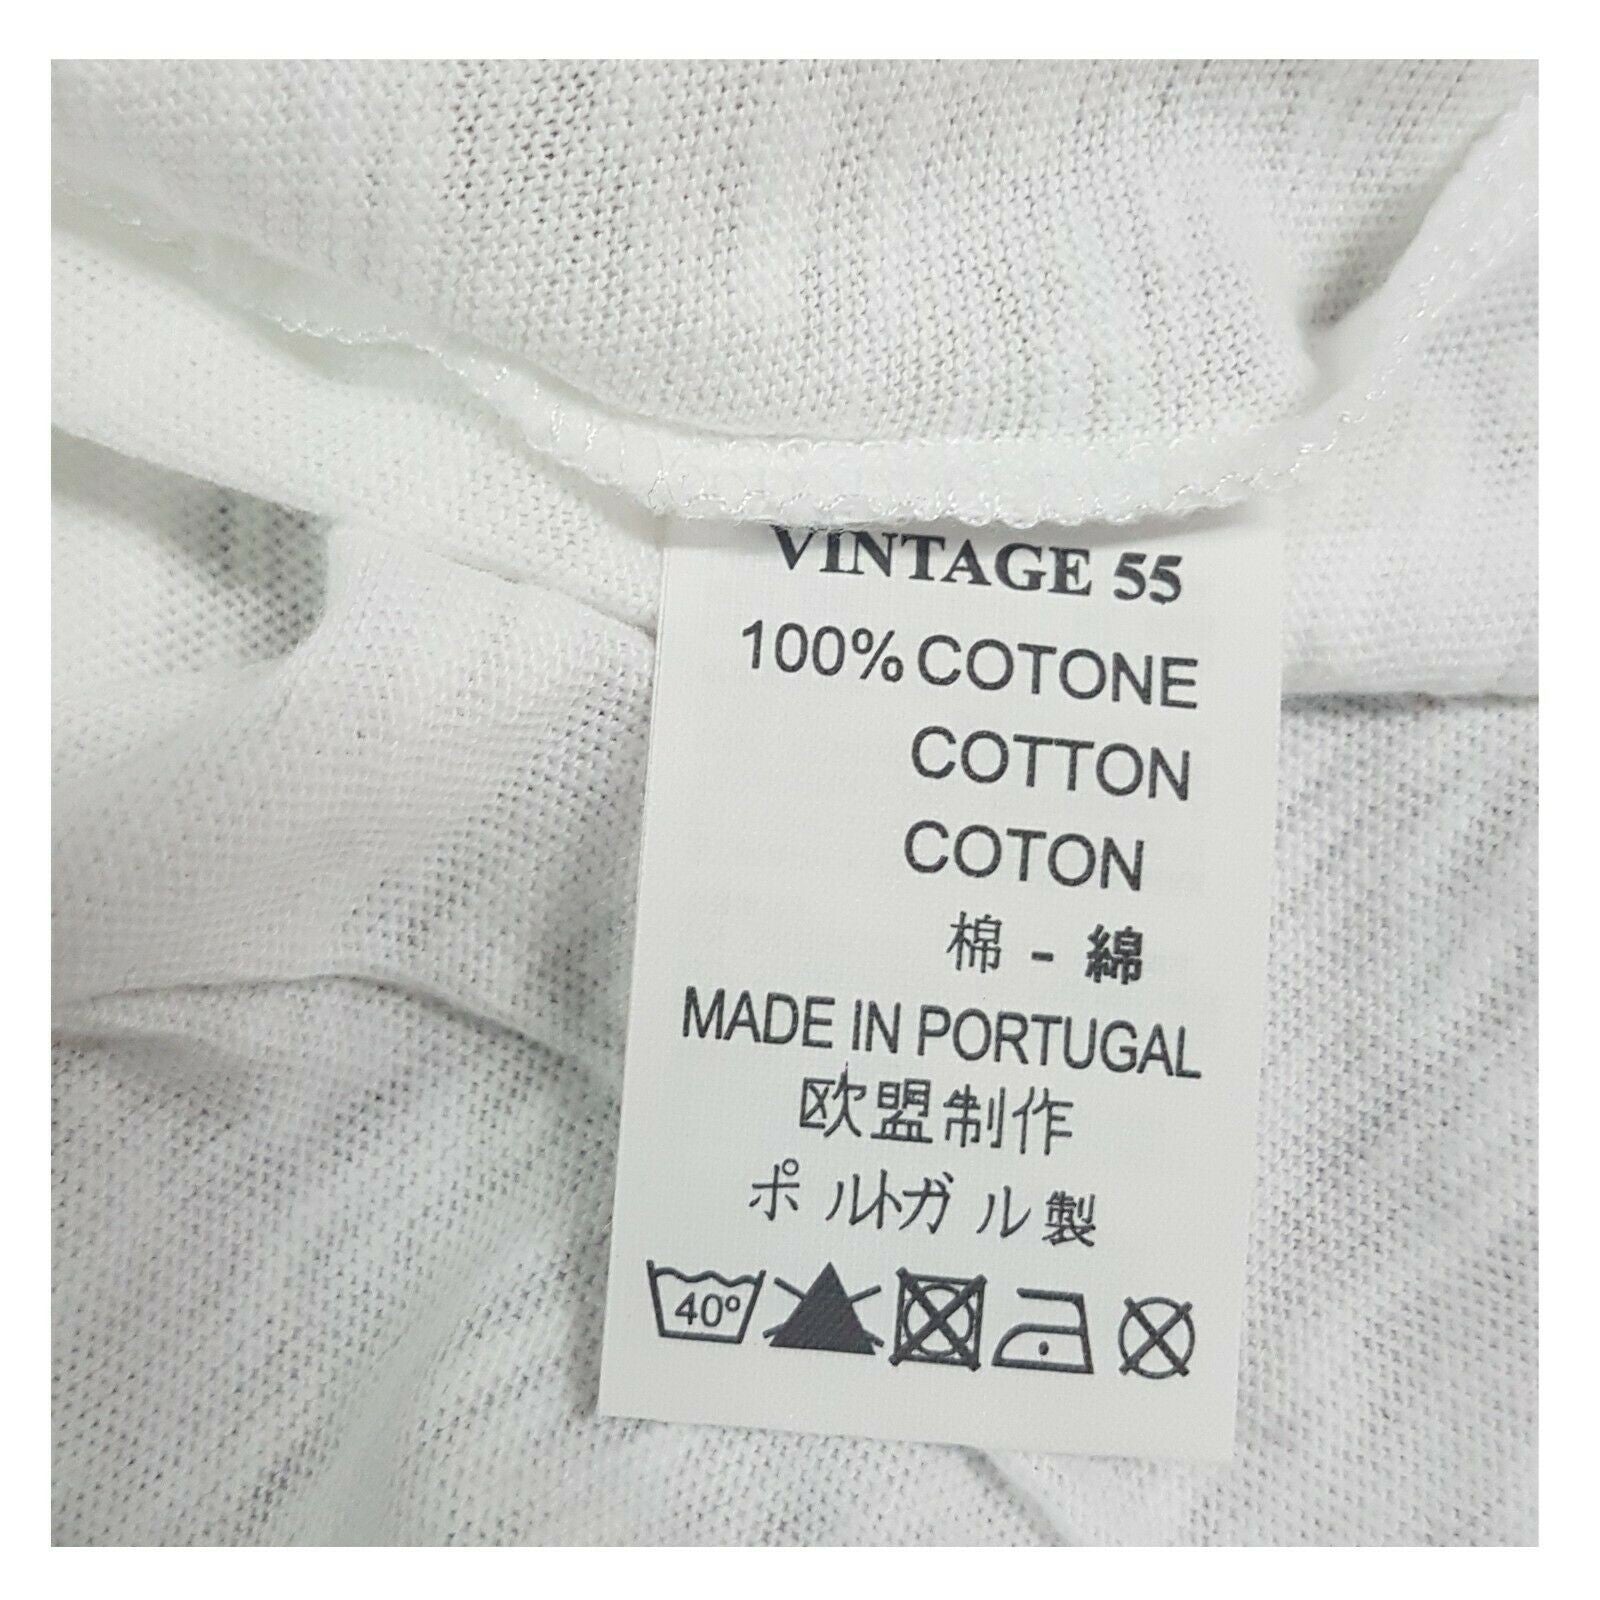 VINTAGE 55
100% COTONE
COTTON
COTON
棉 - 綿
MADE IN PORTUGAL
欧盟制作
ポルトガル製
40°